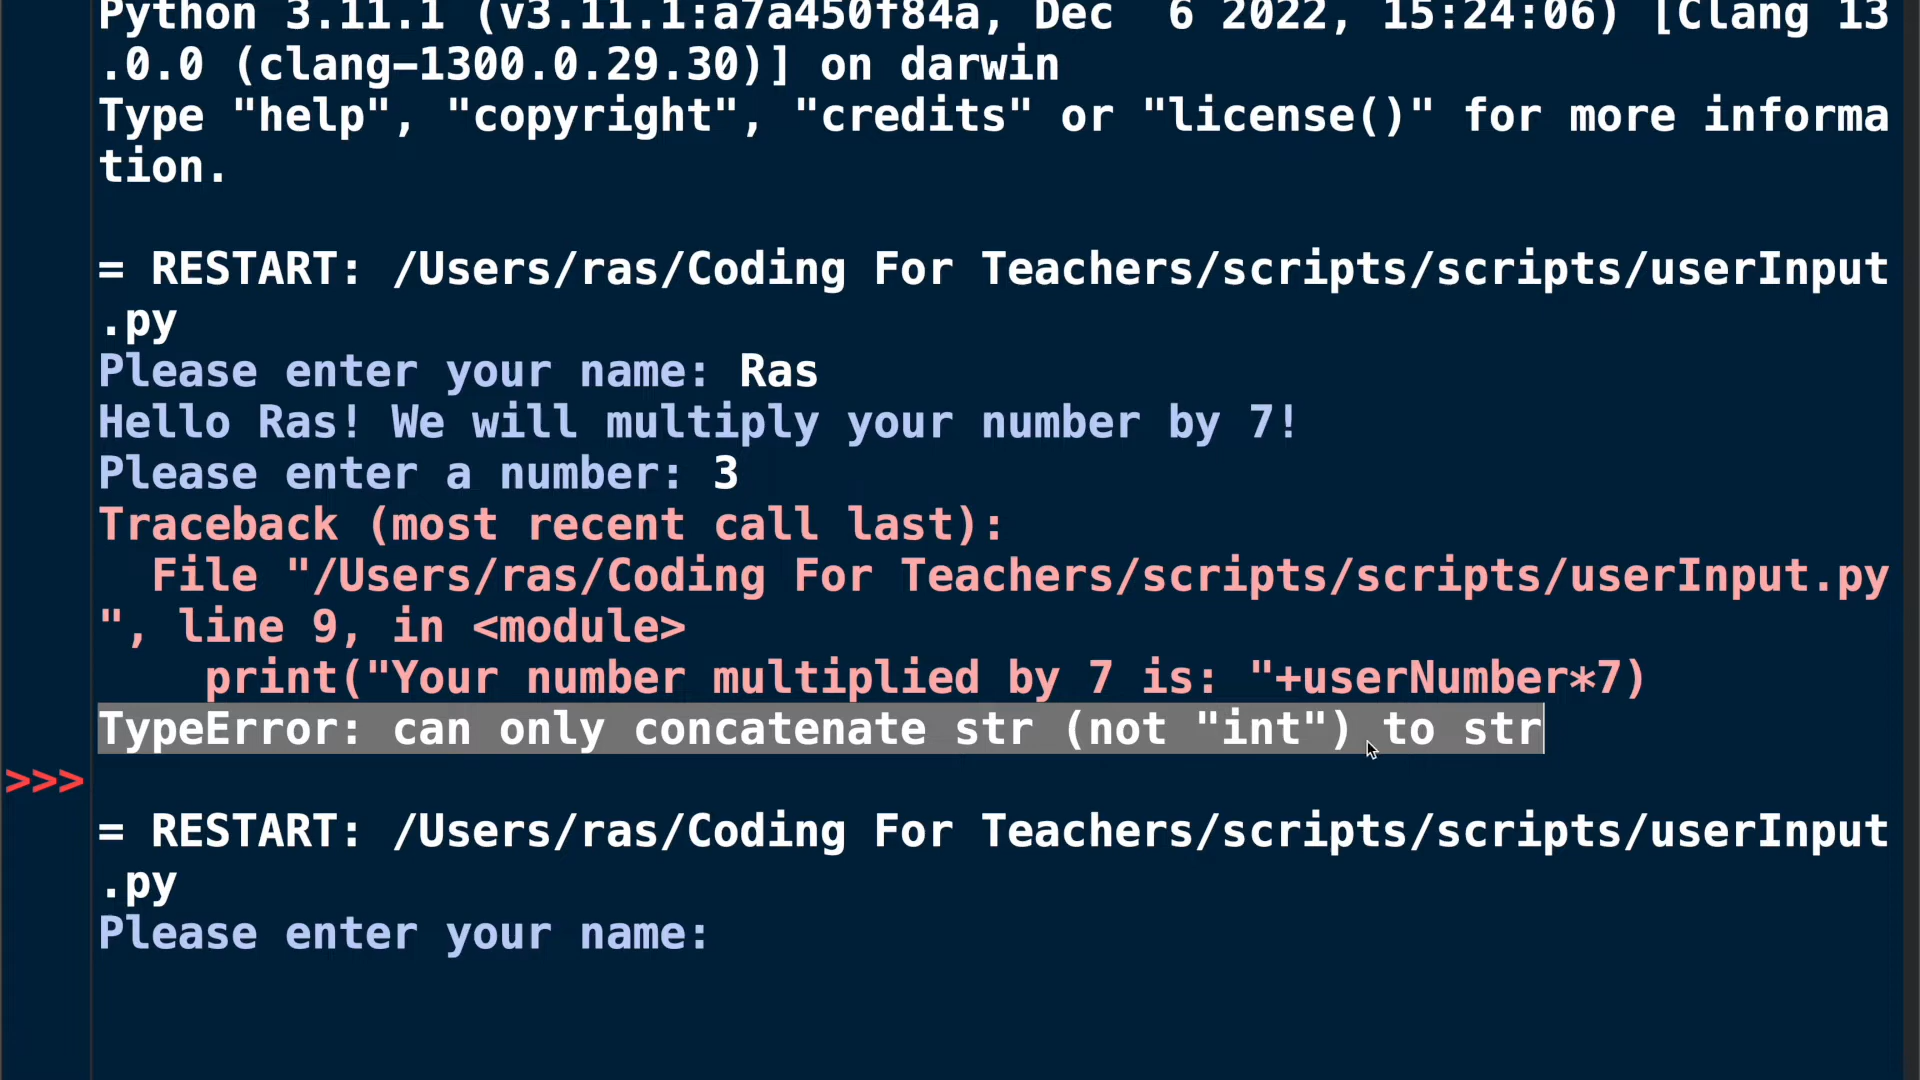 Python 3.11.1 (v3.11.1:a7a450f84a, Dec  6 2022, 15:24:06) [Clang 13
.0.0 (clang-1300.0.29.30)] on darwin
Type "help", "copyright", "credits" or "license()" for more informa
tion.
= RESTART: /Users/ras/Coding For Teachers/scripts/scripts/userInput
.py
Please enter your name: Ras
Hello Ras! We will multiply your number by 7!
Please enter a number: 3
Traceback (most recent call last):
  File "/Users/ras/Coding For Teachers/scripts/scripts/userInput.py
", line 9, in <module>
    print("Your number multiplied by 7 is: "+userNumber*7)
TypeError: can only concatenate str (not "int") to str
>>>
= RESTART: /Users/ras/Coding For Teachers/scripts/scripts/userInput
.py
Please enter your name: